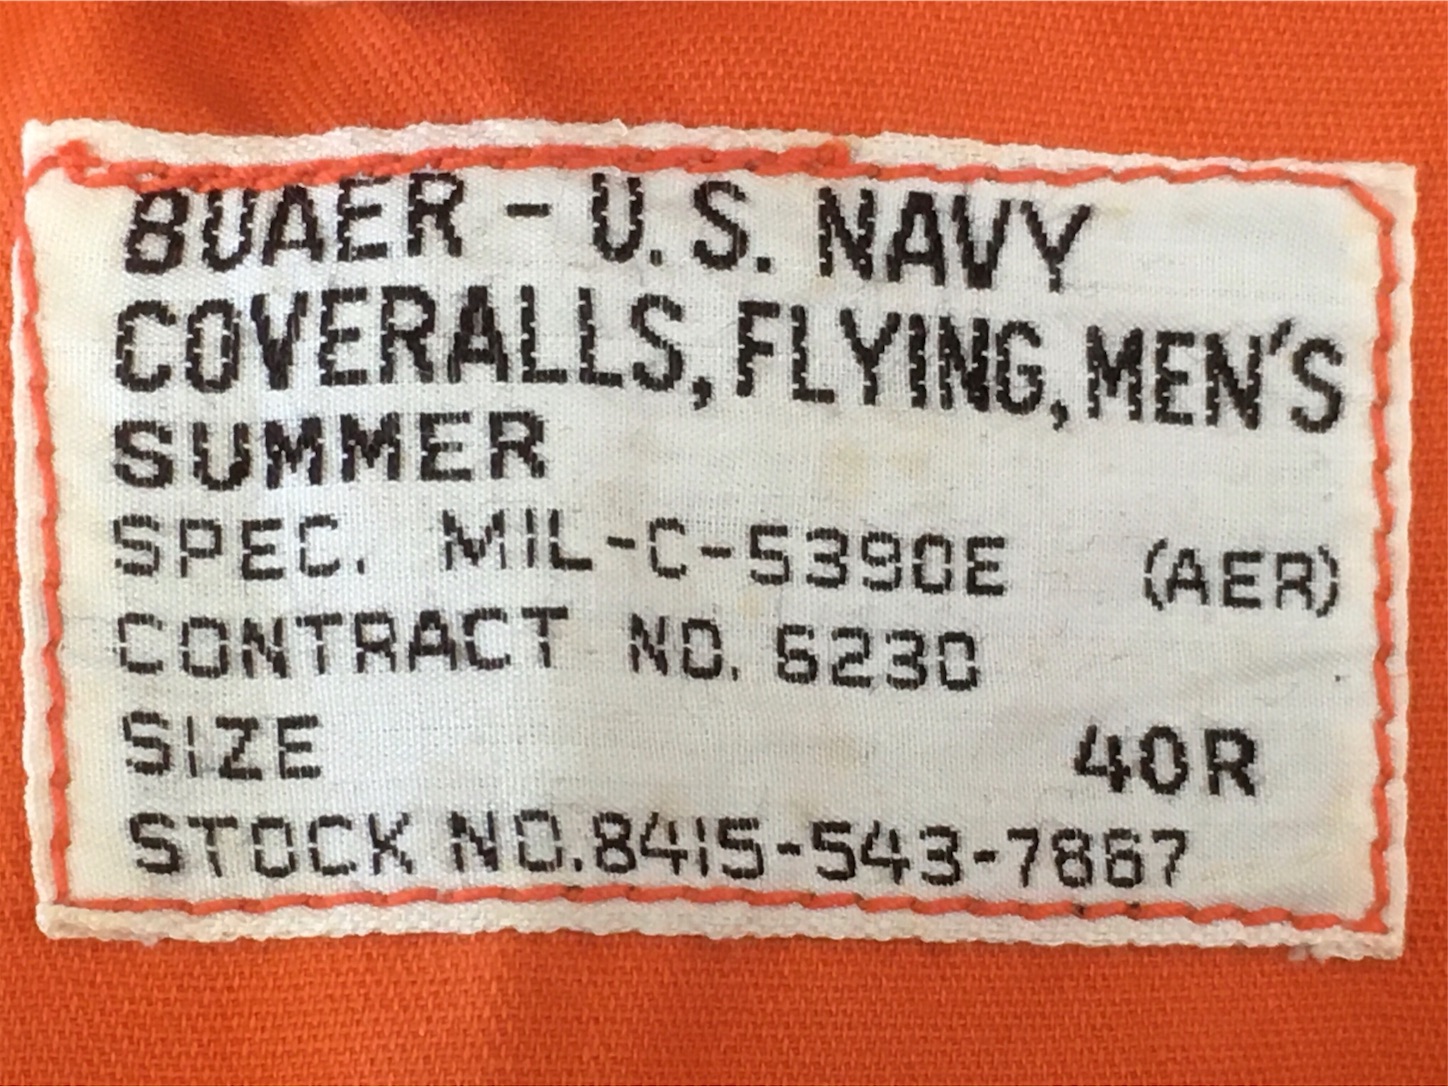 BUAER - U.S. NAVY
COVERALLS, FLYING, MEN'S
SUMMER
SPEC. MIL-C-5390E (AER)
CONTRACT NO. 6230
SIZE 40R
STOCK NO. 8415-543-7867